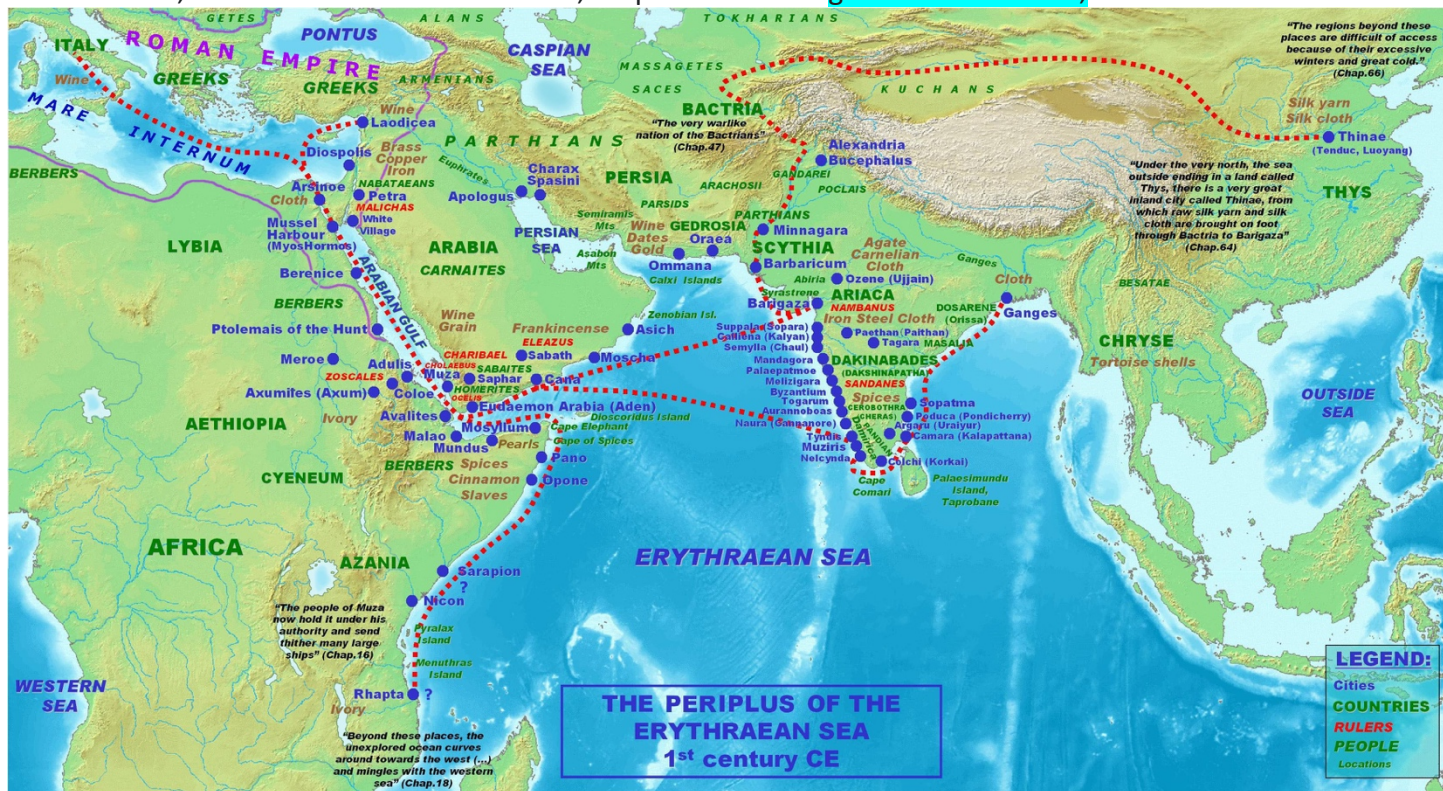 GETES
ALANS
TOKHARIANS
ITALY
ROMAN EMPIRE
PONTUS
CASPIAN
SEA
"The regions beyond these
places are difficult of access
because of their excessive
winters and great cold."
(Chap.66)
Wine
GREEKS
GREEKS
ARMENIANS
MASSAGETES
SACES
KUCHANS
MARE INTERNUM
Wine
Laodicea
BACTRIA
"The very warlike
nation of the Bactrians"
(Chap.47)
Silk yarn
Silk cloth
Thinae
(Tenduc, Luoyang)
PARTHIANS
Diospolis
Brass
Copper
Iron
Euphrates
Charax
Spasini
Apologus
PERSIA
ARACHOSII
Alexandria
Bucephalus
GANDAREI
POCLAIS
"Under the very north, the sea
outside ending in a land called
Thys, there is a very great
inland city called Thinae, from
which raw silk yarn and silk
cloth are brought on foot
through Bactria to Barigaza"
(Chap.64)
THYS
BERBERS
Arsinoe
Cloth
NABATAEANS
Petra
MALICHAS
White
Village
Mussel
Harbour
(MyosHormos)
PARSIDS
Semiramis
Mts
PARTHIANS
Minnagara
LYBIA
ARABIA
CARNAITES
PERSIAN
SEA
Asabon
Mts
Wine
Dates
Gold
GEDROSIA
Oraea
Ommana
Calxi Islands
SCYTHIA
Barbaricum
Agate
Carnelian
Cloth
Abiria
Ozene (Ujjain)
Ganges
Cloth
BESATAE
Berenice
ARABIAN GULF
BERBERS
Syrastrene
Barigaza
ARIACA
NAMBANUS
Iron Steel Cloth
DOSARENE
(Orissa)
Ganges
Ptolemais of the Hunt
Wine
Grain
Frankincense
ELEAZUS
Zenobian Isl.
Asich
Suppala (Sopara)
Calliena (Kalyan)
Semylla (Chaul)
Paethan (Paithan)
Tagara
MASALIA
CHRYSE
Tortoise shells
Meroe
Adulis
CHARIBAEL
CHOLAEBUS
Sabath
SABAITES
Moscha
Mandagora
DAKINABADES
(DAKSHINAPATHA)
ZOSCALES
Muza
Saphar
Cana
HOMERITES
OCELIS
Palaepatmoe
Melizigara
SANDANES
OUTSIDE
SEA
Axumites (Axum)
Coloe
Eudaemon Arabia (Aden)
Dioscoridus Island
Byzantium
Togarum
Aurannoboas
Spices
CEROBOTHRA
(CHERAS)
Sopatma
Poduca (Pondicherry)
AETHIOPIA
Ivory
Avalites
Mosyllum
Cape Elephant
Naura (Cannanore)
Argaru (Uraiyur)
Camara (Kalapattana)
Malao
Mundus
Pearls
Cape of Spices
Tyndis
Muziris
Nelcynda
PANDIAN
Limirica
Colchi (Korkai)
BERBERS
Spices
Cinnamon
Slaves
Pano
Opone
Cape
Comari
Palaesimundu
Island,
Taprobane
CYENEUM
AFRICA
AZANIA
ERYTHRAEAN SEA
Sarapion
?
Nicon
"The people of Muza
now hold it under his
authority and send
thither many large
ships" (Chap.16)
Pyralax
Island
Menuthras
Island
WESTERN
SEA
Rhapta ?
Ivory
"Beyond these places, the
unexplored ocean curves
around towards the west (...)
and mingles with the western
sea" (Chap.18)
THE PERIPLUS OF THE
ERYTHRAEAN SEA
1st century CE
LEGEND:
Cities
COUNTRIES
RULERS
PEOPLE
Locations